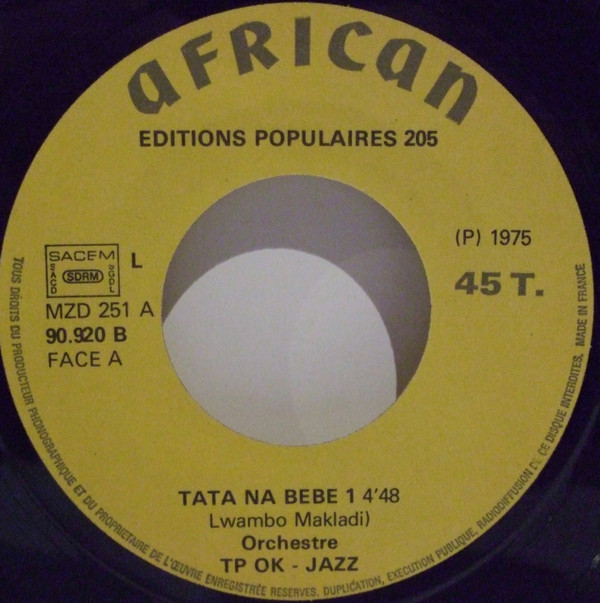 aFRICan
EDITIONS POPULAIRES 205
(P) 1975
45 T.
SACEM
SACD
SDRM
SGDL
L
MZD 251 A
90.920 B
FACE A
TATA NA BEBE 1 4'48
Lwambo Makladi)
Orchestre
TP OK - JAZZ
TOUS DROITS DU PRODUCTEUR PHONOGRAPHIQUE ET DU PROPRIETAIRE DE L'ŒUVRE ENREGISTRÉE RESERVES. DUPLICATION, EXECUTION PUBLIQUE, RADIODIFFUSION DE CE DISQUE INTERDITES. MADE IN FRANCE